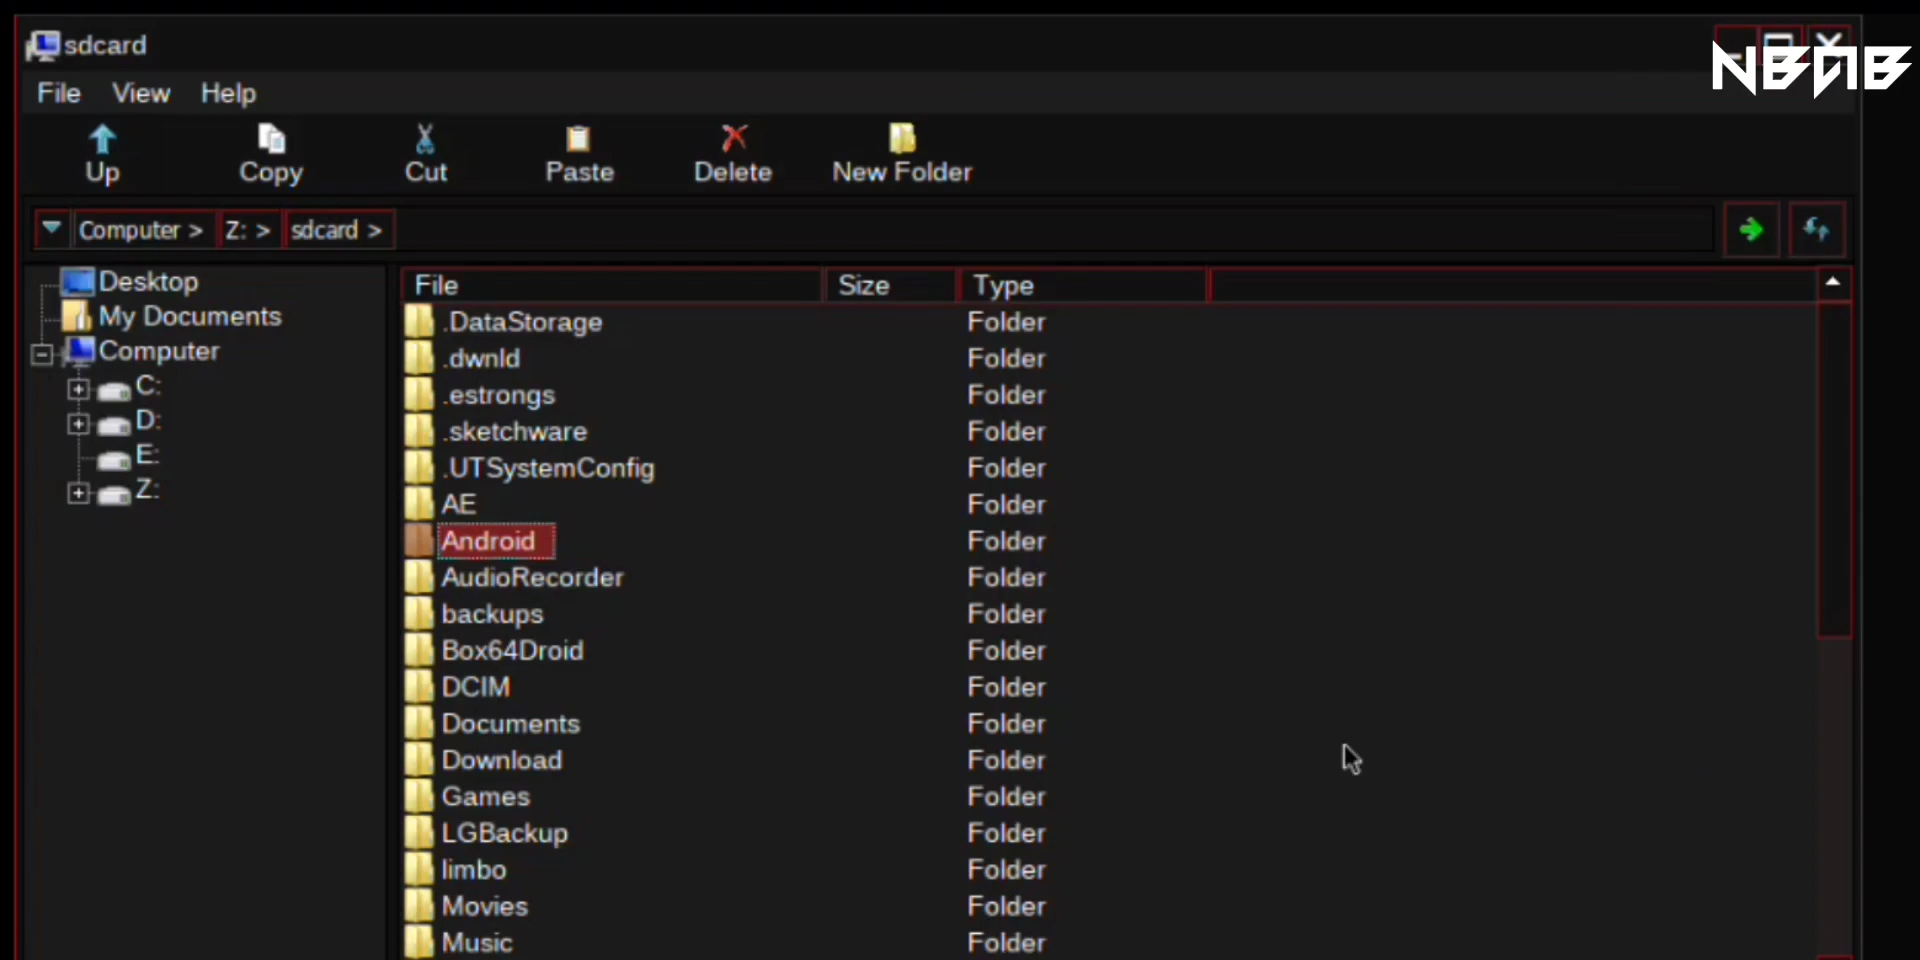 sdcard
NBAB
File View Help
Up Copy Cut Paste Delete New Folder
Computer > Z: > sdcard >
Desktop
My Documents
Computer
C:
D:
E:
Z:
File Size Type
.DataStorage Folder
.dwnld Folder
.estrongs Folder
.sketchware Folder
.UTSystemConfig Folder
AE Folder
Android Folder
AudioRecorder Folder
backups Folder
Box64Droid Folder
DCIM Folder
Documents Folder
Download Folder
Games Folder
LGBackup Folder
limbo Folder
Movies Folder
Music Folder